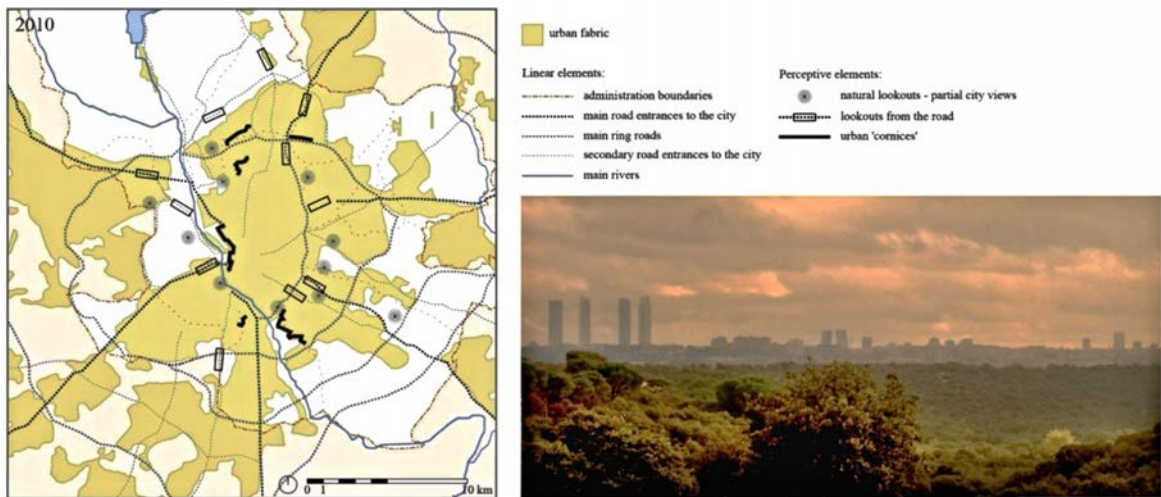 2010
0 1 10 km
urban fabric
Linear elements:
administration boundaries
main road entrances to the city
main ring roads
secondary road entrances to the city
main rivers
Perceptive elements:
natural lookouts - partial city views
lookouts from the road
urban 'cornices'